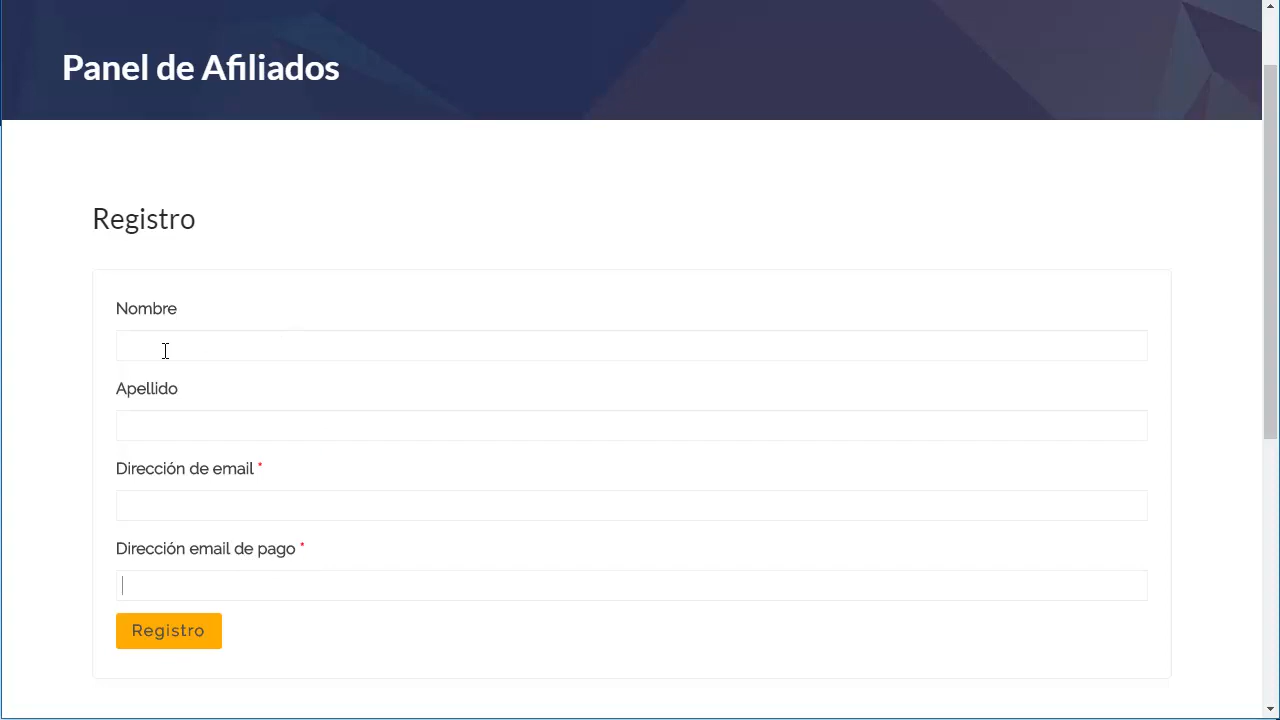 Panel de Afiliados
Registro
Nombre
Apellido
Dirección de email *
Dirección email de pago *
Registro